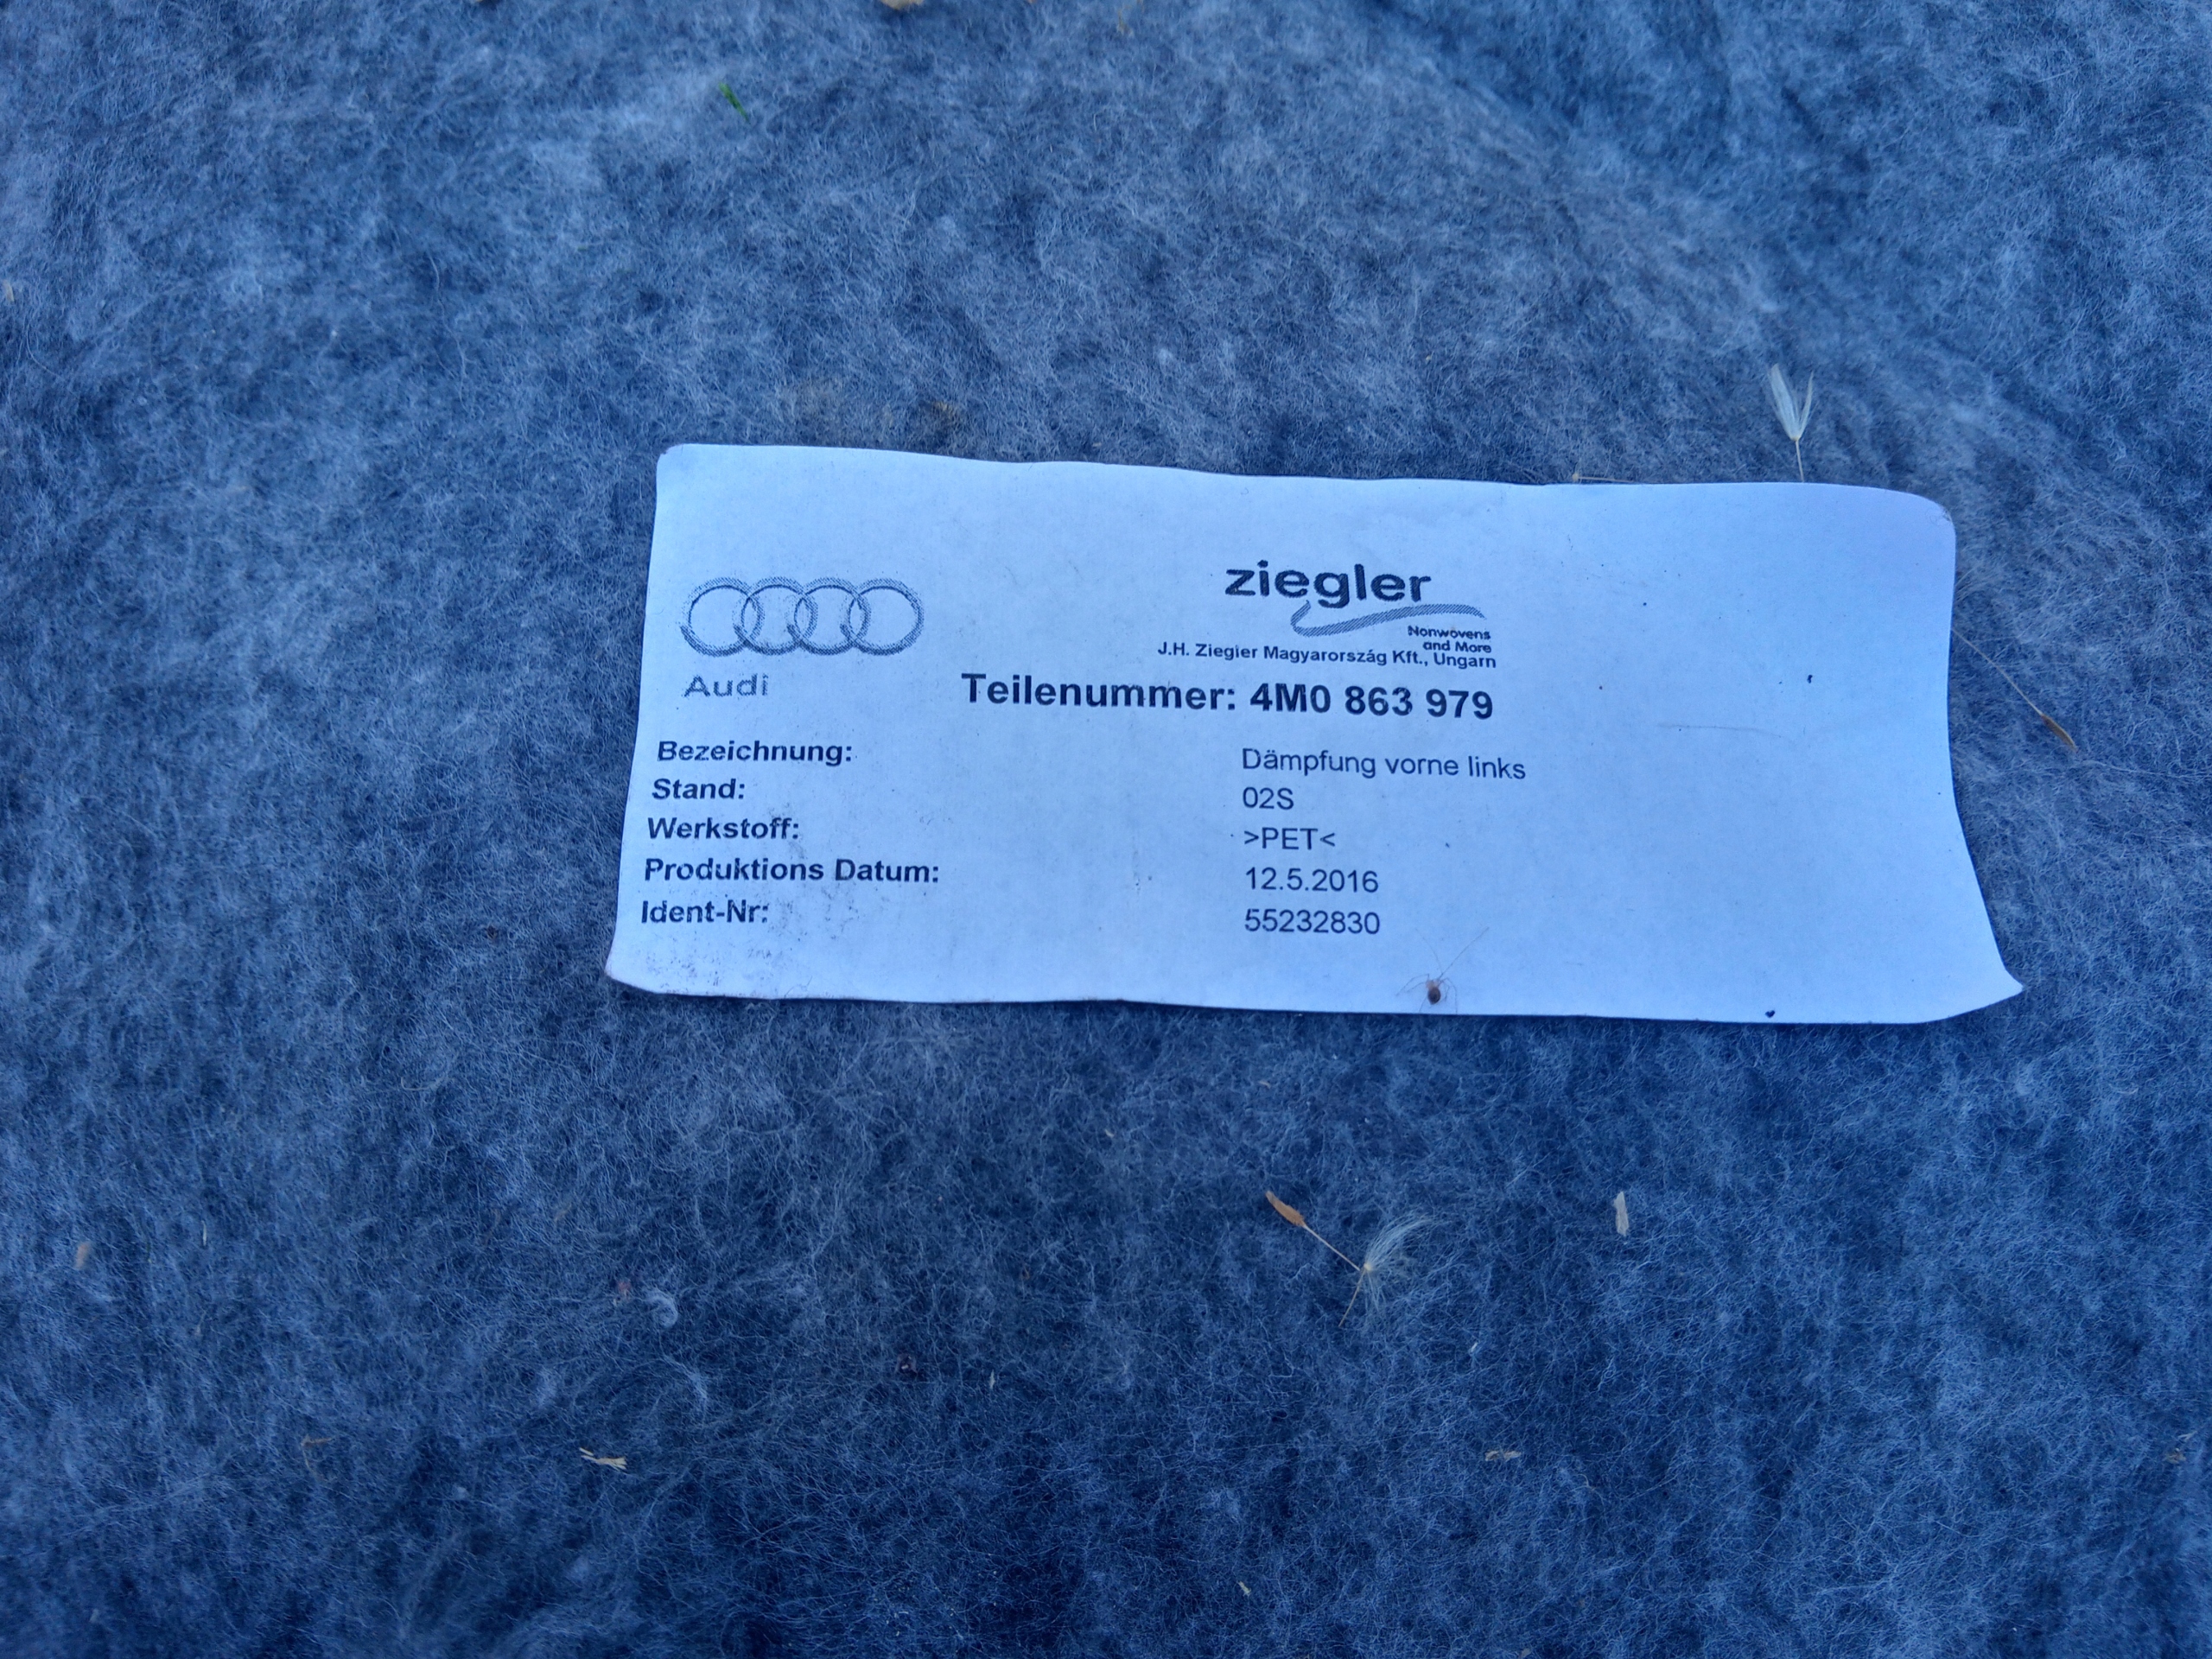 ziegler
Nonwovens
and More
J.H. Ziegler Magyarország Kft., Ungarn
Audi
Teilenummer: 4M0 863 979
Bezeichnung: Dämpfung vorne links
Stand: 02S
Werkstoff: >PET<
Produktions Datum: 12.5.2016
Ident-Nr: 55232830